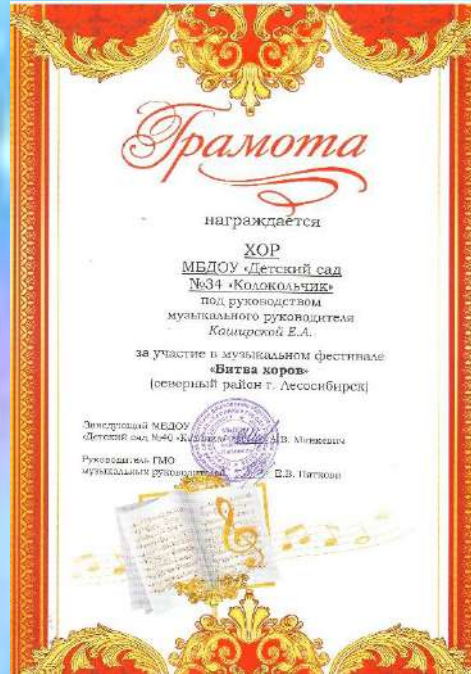 Грамота
награждается
ХОР
МБДОУ «Детский сад
№34 «Колокольчик»
под руководством
музыкального руководителя
Каширской Е.А.
за участие в музыкальном фестивале
«Битва хоров»
(северный район г. Лесосибирск)
Заведующий МБДОУ
«Детский сад №40 А.В. Минкевич
Руководитель ГМО
музыкальных руководителей Е.В.